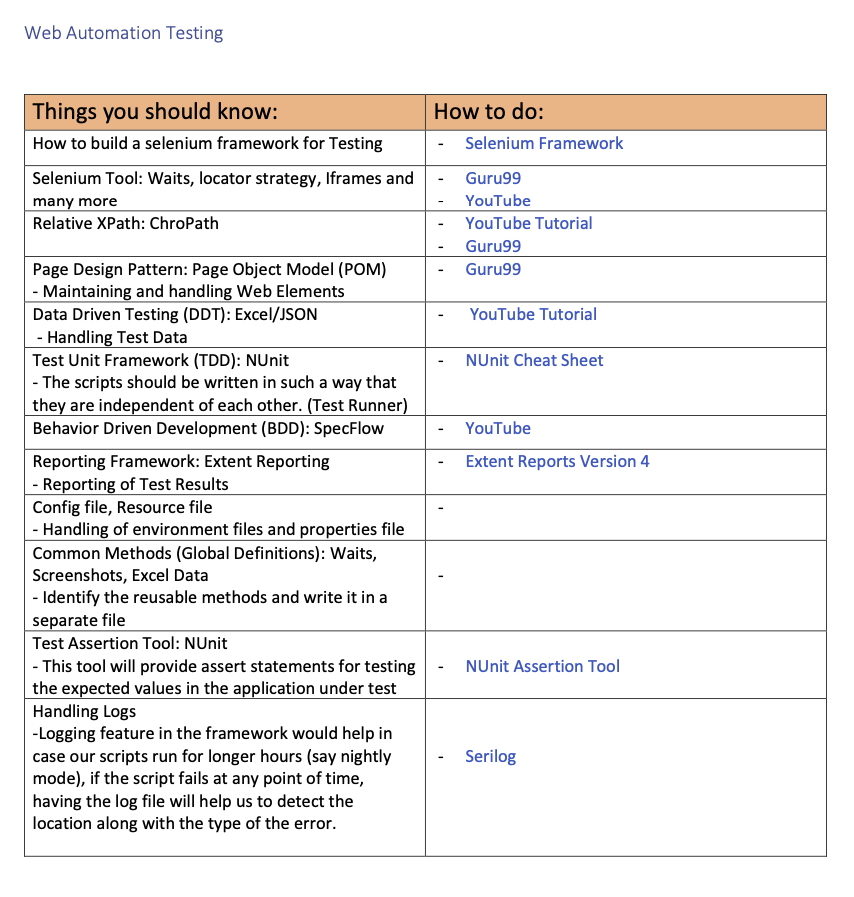 Web Automation Testing
Things you should know:
How to do:
How to build a selenium framework for Testing
- Selenium Framework
Selenium Tool: Waits, locator strategy, Iframes and
many more
- Guru99
- YouTube
Relative XPath: ChroPath
- YouTube Tutorial
- Guru99
Page Design Pattern: Page Object Model (POM)
- Maintaining and handling Web Elements
- Guru99
Data Driven Testing (DDT): Excel/JSON
- Handling Test Data
- YouTube Tutorial
Test Unit Framework (TDD): NUnit
- The scripts should be written in such a way that
they are independent of each other. (Test Runner)
- NUnit Cheat Sheet
Behavior Driven Development (BDD): SpecFlow
- YouTube
Reporting Framework: Extent Reporting
- Reporting of Test Results
- Extent Reports Version 4
Config file, Resource file
- Handling of environment files and properties file
-
Common Methods (Global Definitions): Waits,
Screenshots, Excel Data
- Identify the reusable methods and write it in a
separate file
-
Test Assertion Tool: NUnit
- This tool will provide assert statements for testing
the expected values in the application under test
- NUnit Assertion Tool
Handling Logs
-Logging feature in the framework would help in
case our scripts run for longer hours (say nightly
mode), if the script fails at any point of time,
having the log file will help us to detect the
location along with the type of the error.
- Serilog